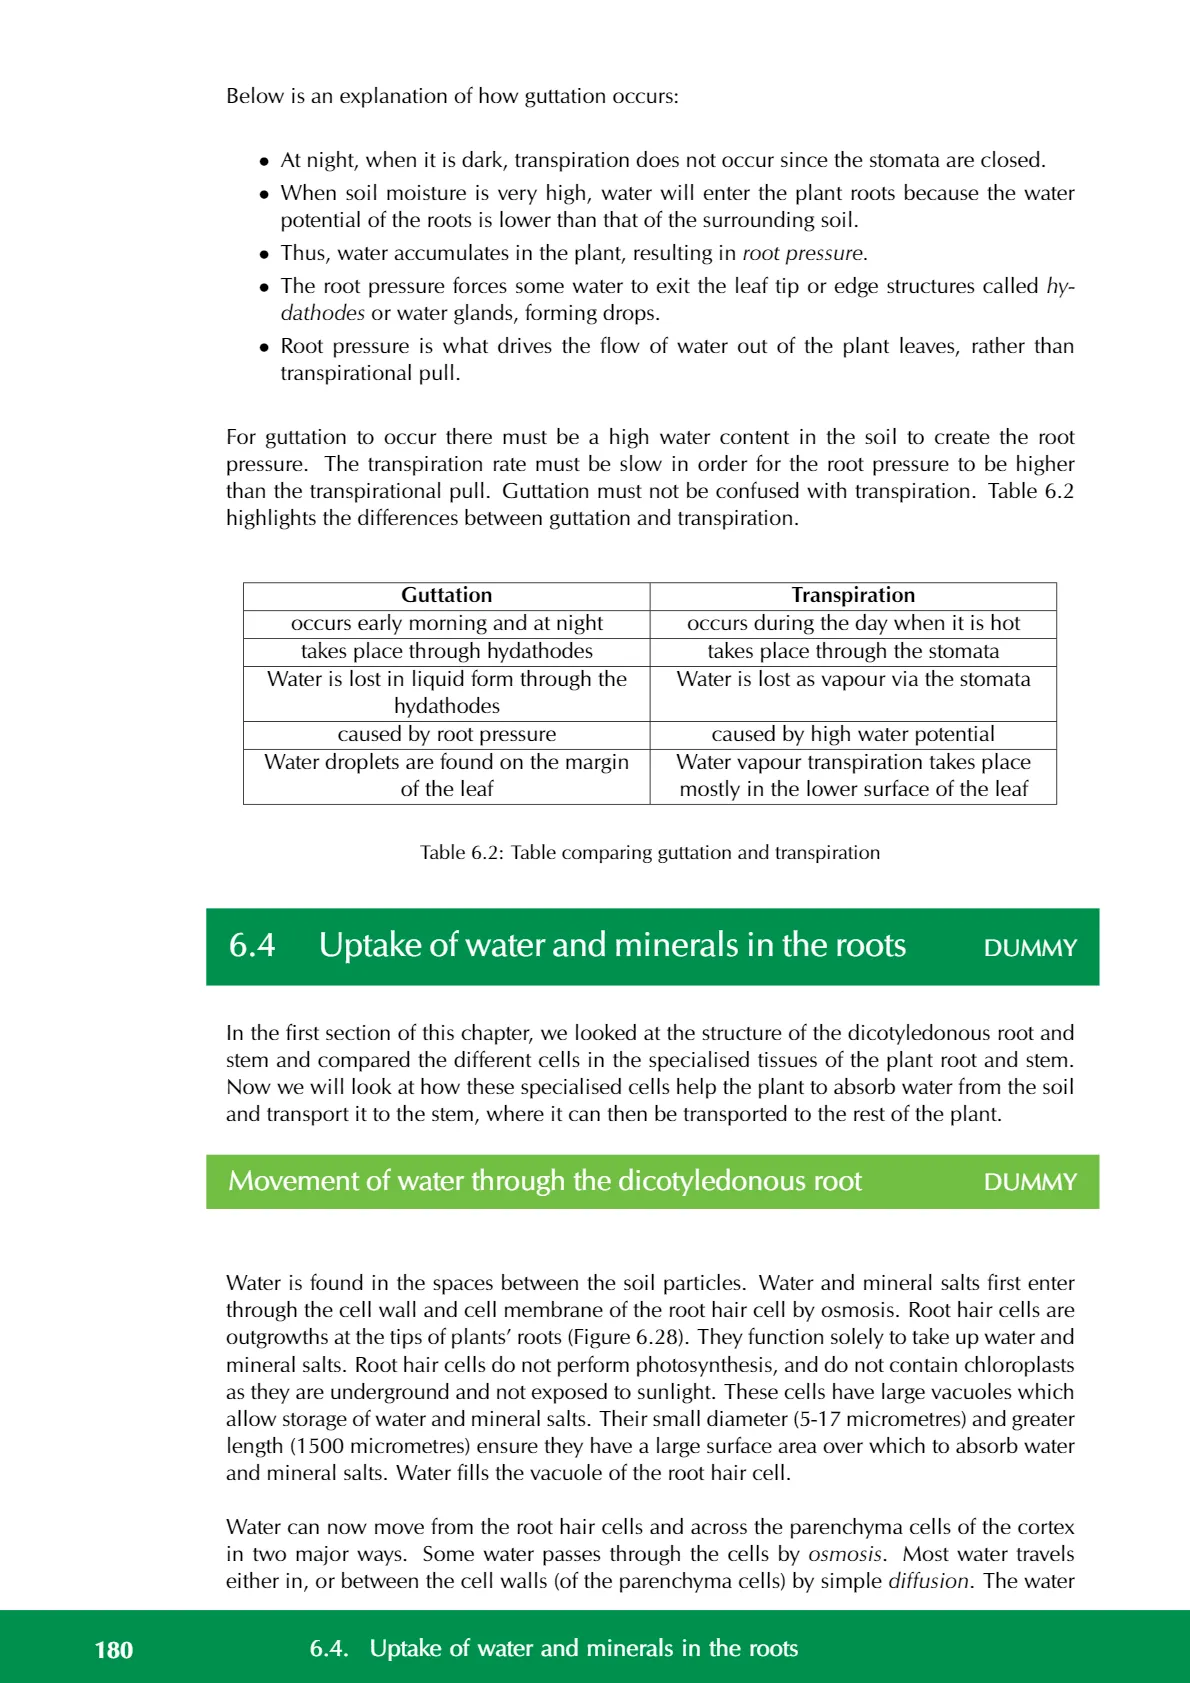 Below is an explanation of how guttation occurs:
• At night, when it is dark, transpiration does not occur since the stomata are closed.
• When soil moisture is very high, water will enter the plant roots because the water
potential of the roots is lower than that of the surrounding soil.
• Thus, water accumulates in the plant, resulting in root pressure.
• The root pressure forces some water to exit the leaf tip or edge structures called hy-
dathodes or water glands, forming drops.
• Root pressure is what drives the flow of water out of the plant leaves, rather than
transpirational pull.
For guttation to occur there must be a high water content in the soil to create the root
pressure. The transpiration rate must be slow in order for the root pressure to be higher
than the transpirational pull. Guttation must not be confused with transpiration. Table 6.2
highlights the differences between guttation and transpiration.
Guttation Transpiration
occurs early morning and at night occurs during the day when it is hot
takes place through hydathodes takes place through the stomata
Water is lost in liquid form through the Water is lost as vapour via the stomata
hydathodes
caused by root pressure caused by high water potential
Water droplets are found on the margin Water vapour transpiration takes place
of the leaf mostly in the lower surface of the leaf
Table 6.2: Table comparing guttation and transpiration
6.4 Uptake of water and minerals in the roots DUMMY
In the first section of this chapter, we looked at the structure of the dicotyledonous root and
stem and compared the different cells in the specialised tissues of the plant root and stem.
Now we will look at how these specialised cells help the plant to absorb water from the soil
and transport it to the stem, where it can then be transported to the rest of the plant.
Movement of water through the dicotyledonous root DUMMY
Water is found in the spaces between the soil particles. Water and mineral salts first enter
through the cell wall and cell membrane of the root hair cell by osmosis. Root hair cells are
outgrowths at the tips of plants’ roots (Figure 6.28). They function solely to take up water and
mineral salts. Root hair cells do not perform photosynthesis, and do not contain chloroplasts
as they are underground and not exposed to sunlight. These cells have large vacuoles which
allow storage of water and mineral salts. Their small diameter (5-17 micrometres) and greater
length (1500 micrometres) ensure they have a large surface area over which to absorb water
and mineral salts. Water fills the vacuole of the root hair cell.
Water can now move from the root hair cells and across the parenchyma cells of the cortex
in two major ways. Some water passes through the cells by osmosis. Most water travels
either in, or between the cell walls (of the parenchyma cells) by simple diffusion. The water
180 6.4. Uptake of water and minerals in the roots